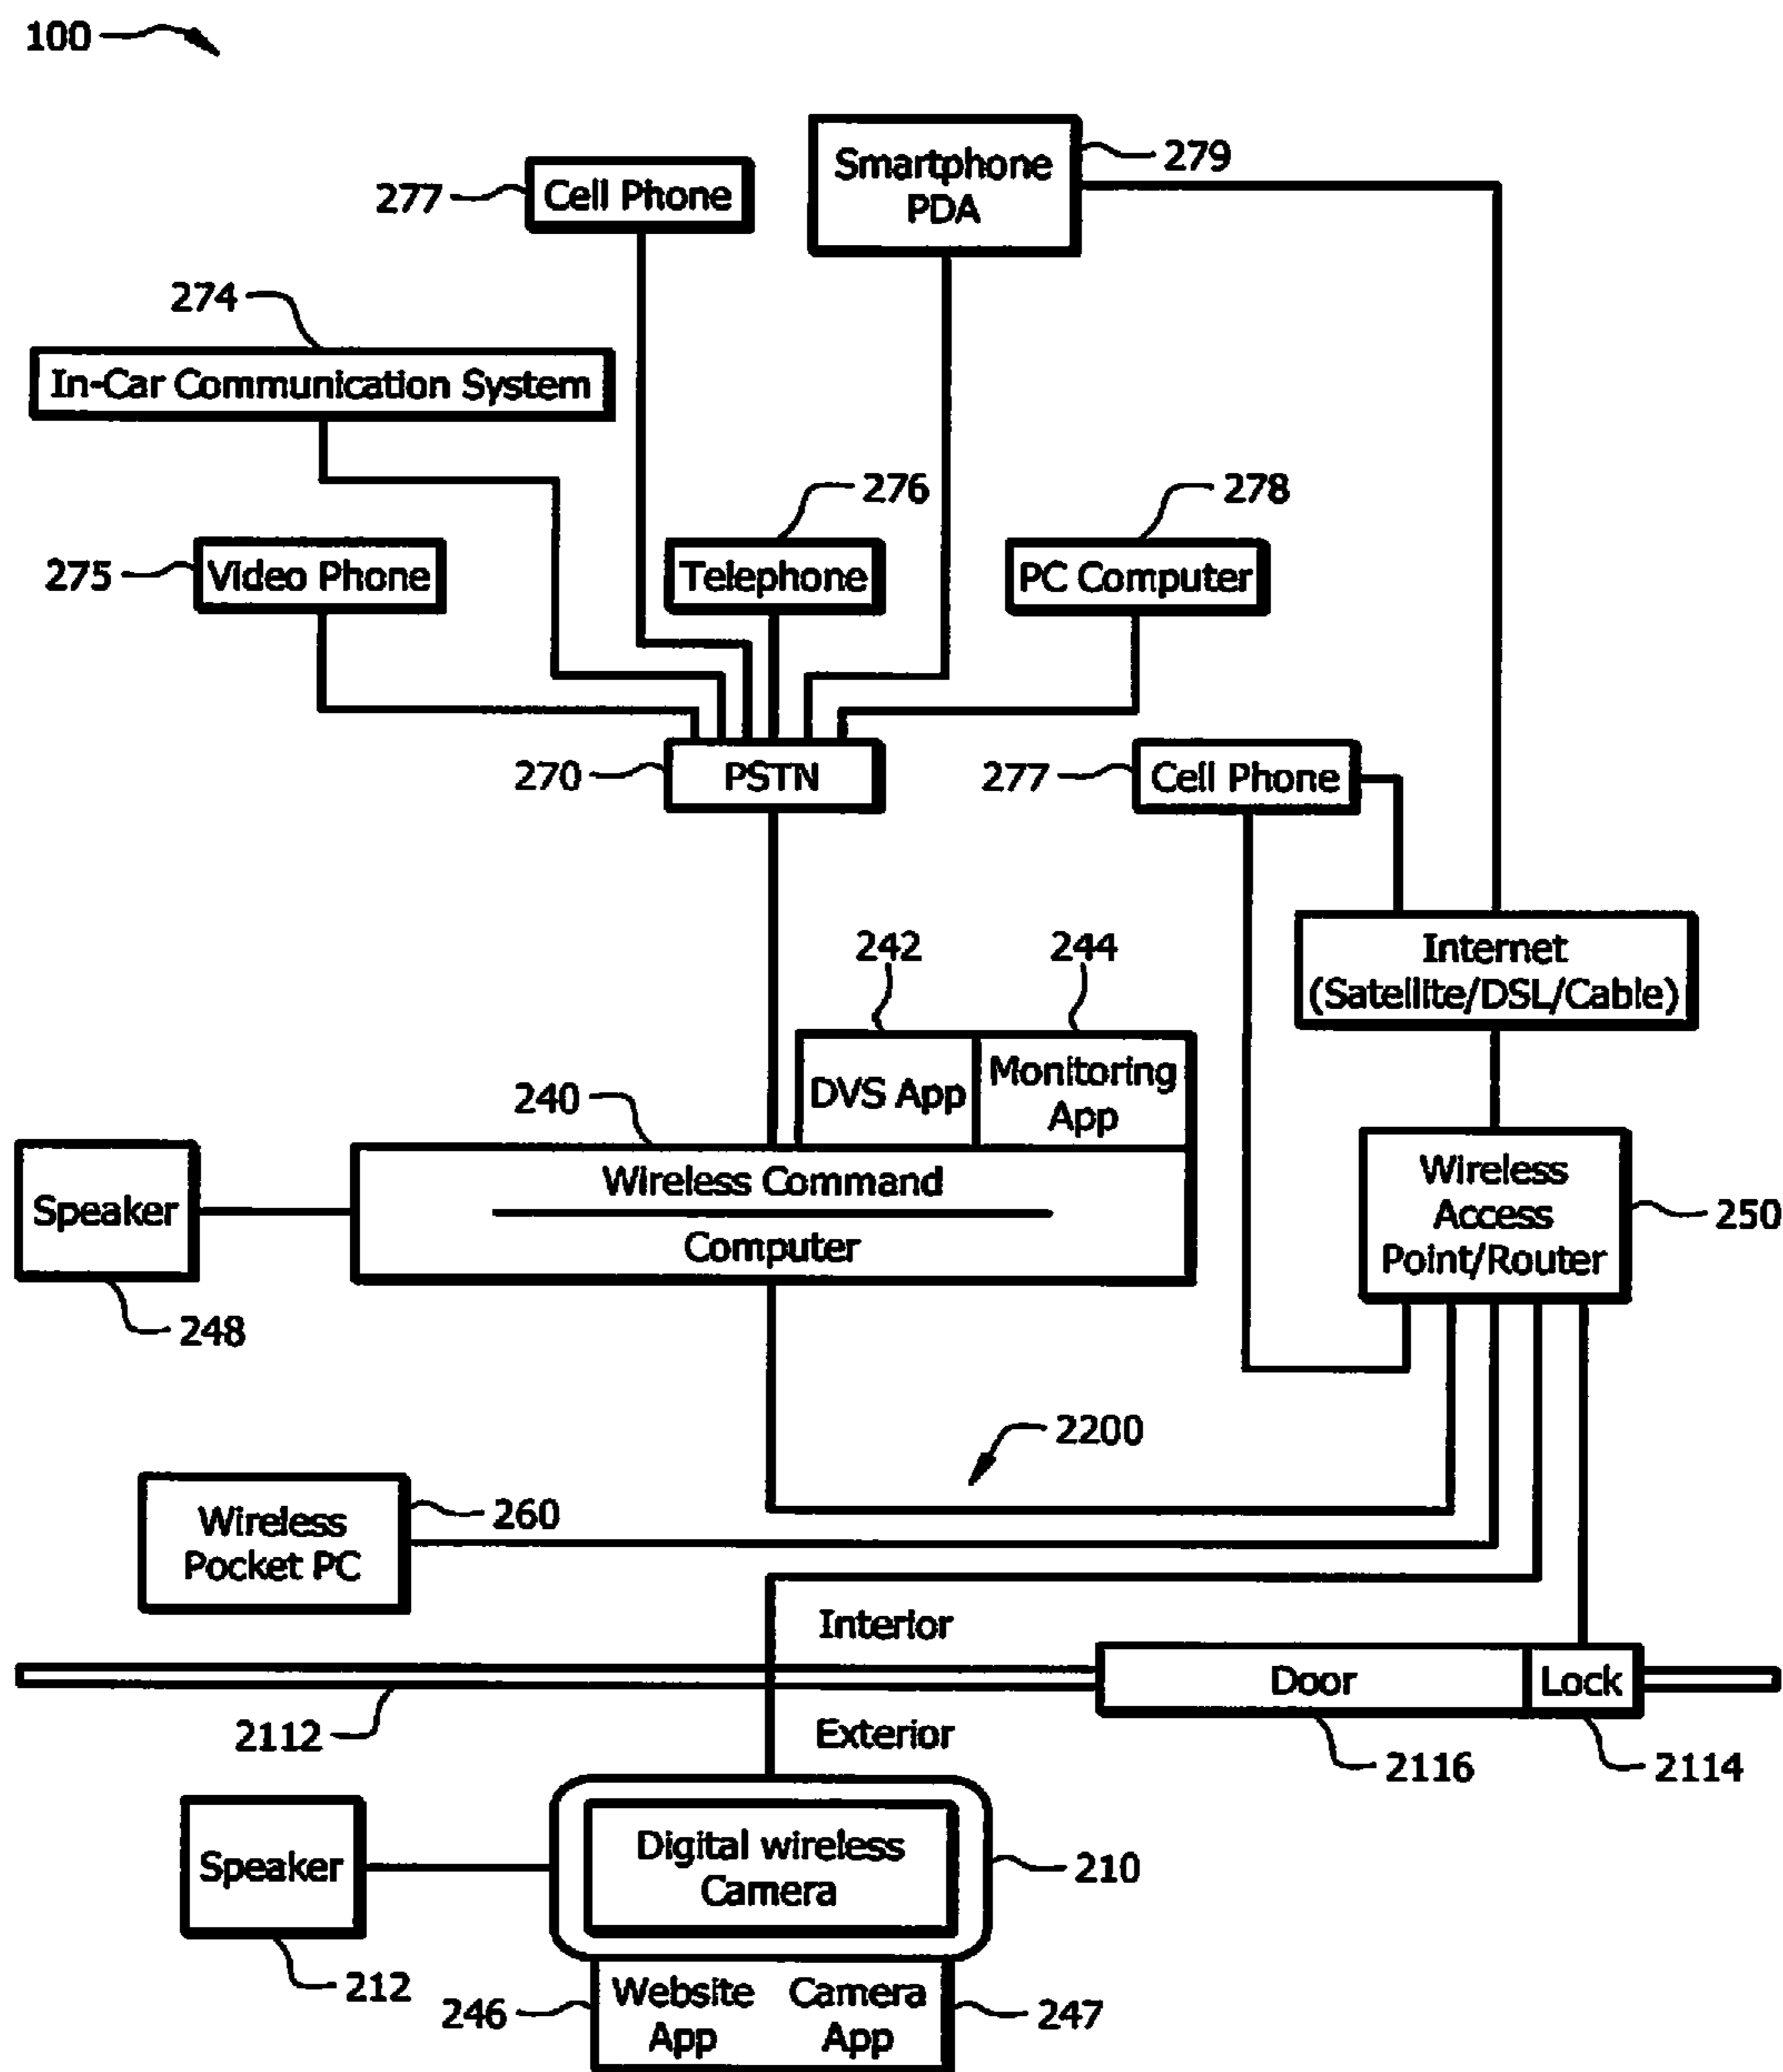 100
Smartphone
PDA
279
277
Cell Phone
274
In-Car Communication System
276
278
275
Video Phone
Telephone
PC Computer
270
PSTN
277
Cell Phone
Internet
(Satellite/DSL/Cable)
242
244
DVS App
Monitoring
App
240
Wireless Command
Computer
Speaker
248
Wireless
Access
Point/Router
250
2200
Wireless
Pocket PC
260
Interior
Door
Lock
2112
Exterior
2116
2114
Speaker
212
Digital wireless
Camera
210
246
Website
App
Camera
App
247